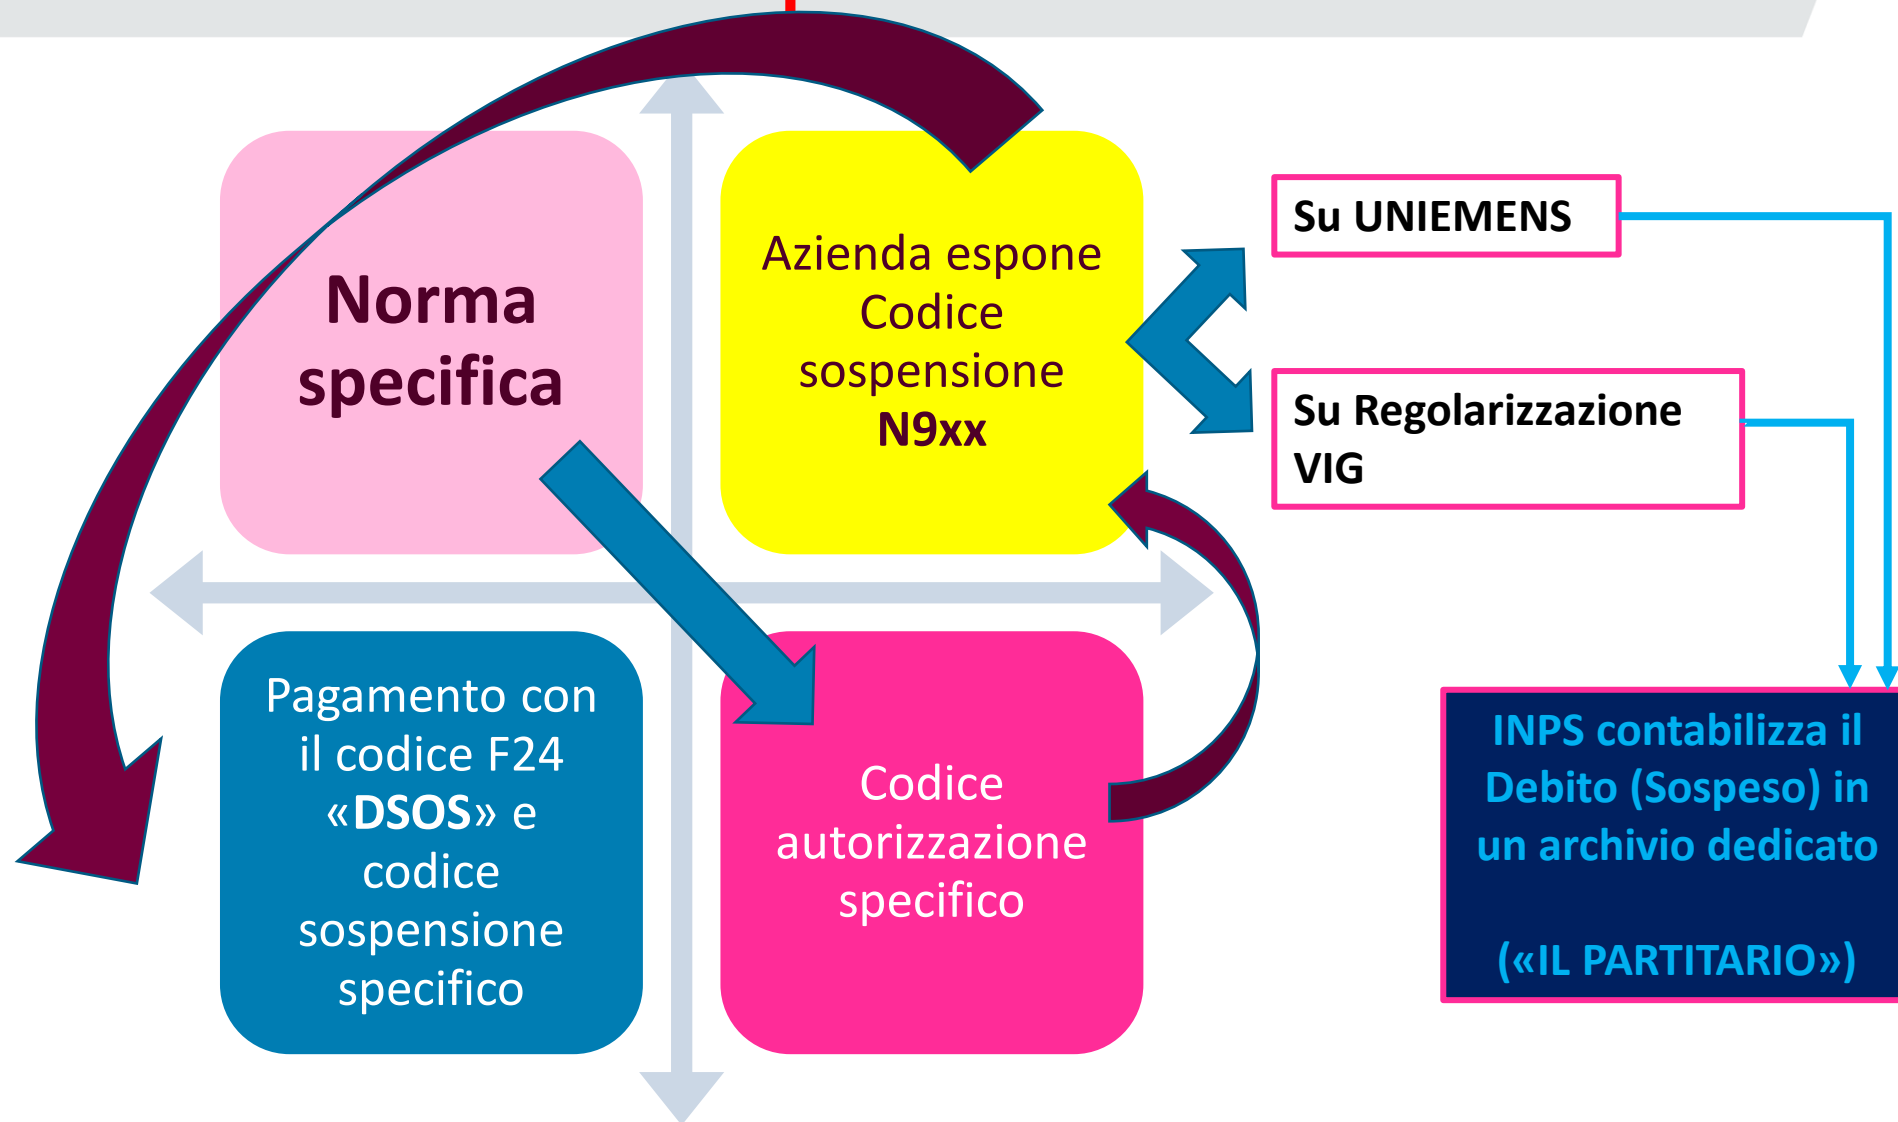 Norma
specifica
Azienda espone
Codice
sospensione
N9xx
Su UNIEMENS
Su Regolarizzazione
VIG
Pagamento con
il codice F24
«DSOS» e
codice
sospensione
specifico
Codice
autorizzazione
specifico
INPS contabilizza il
Debito (Sospeso) in
un archivio dedicato
(«IL PARTITARIO»)